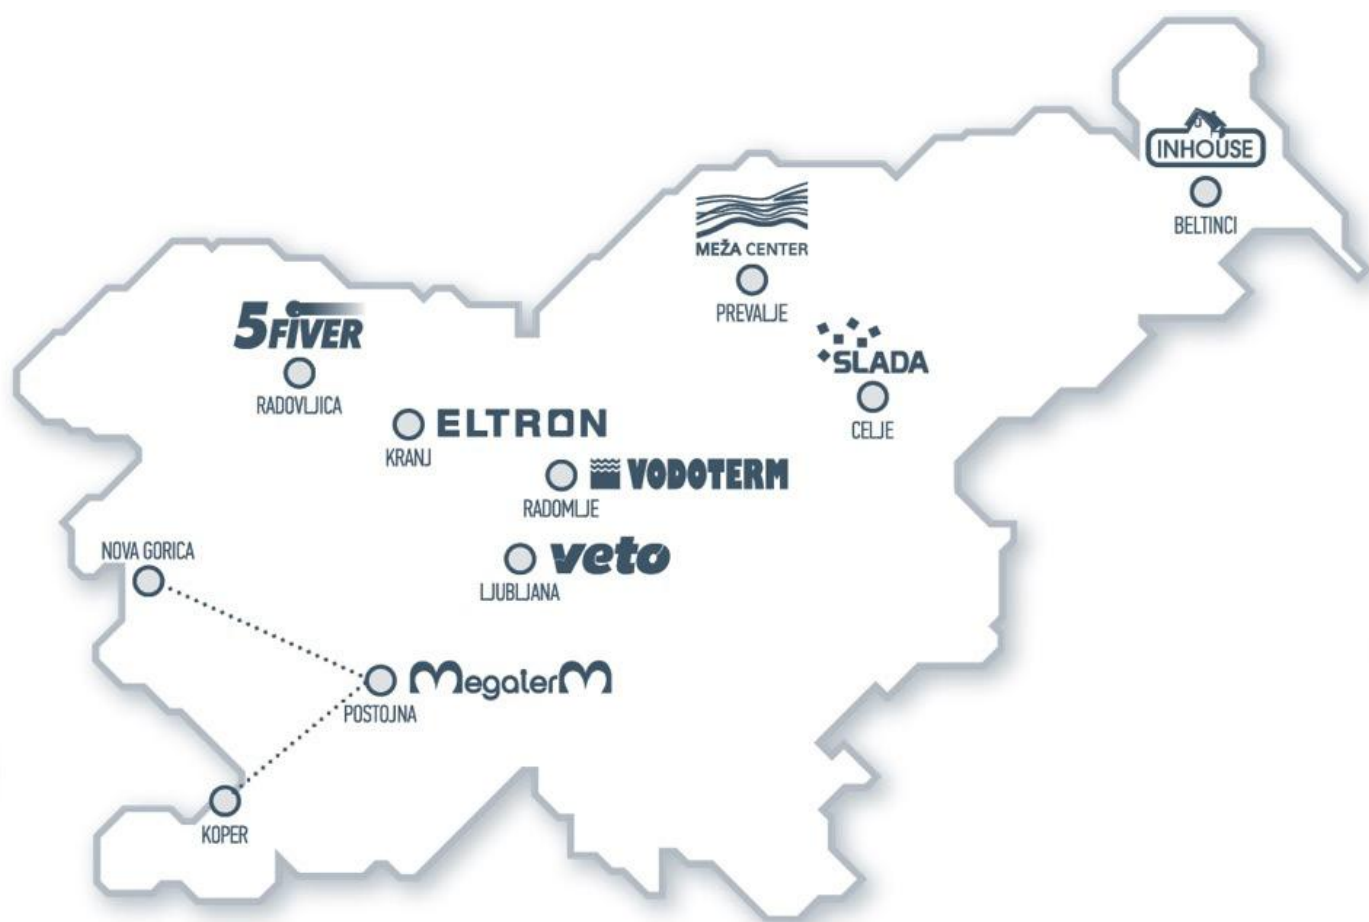 INHOUSE
BELTINCI
MEŽA CENTER
PREVALJE
5FIVER
RADOVLJICA
SLADA
CELJE
ELTRON
KRANJ
VODOTERM
RADOMLJE
NOVA GORICA
veto
LJUBLJANA
MegaterM
POSTOJNA
KOPER